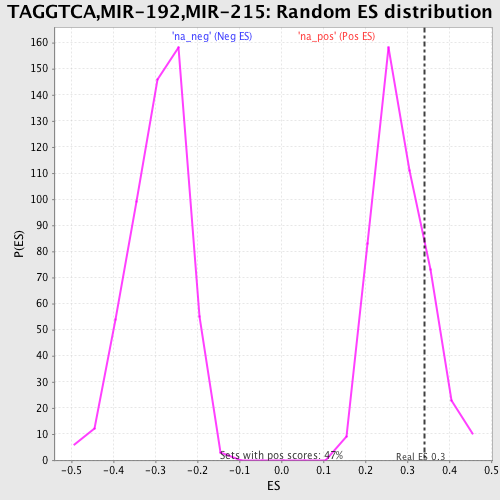 TAGGTCA,MIR-192,MIR-215: Random ES distribution
'na_neg' (Neg ES) 'na_pos' (Pos ES)
160
150
140
130
120
110
100
90
80
70
60
50
40
30
20
10
0
P(ES)
Sets with pos scores: 47%
Real ES 0.3
-0.5 -0.4 -0.3 -0.2 -0.1 0.0 0.1 0.2 0.3 0.4 0.5
ES